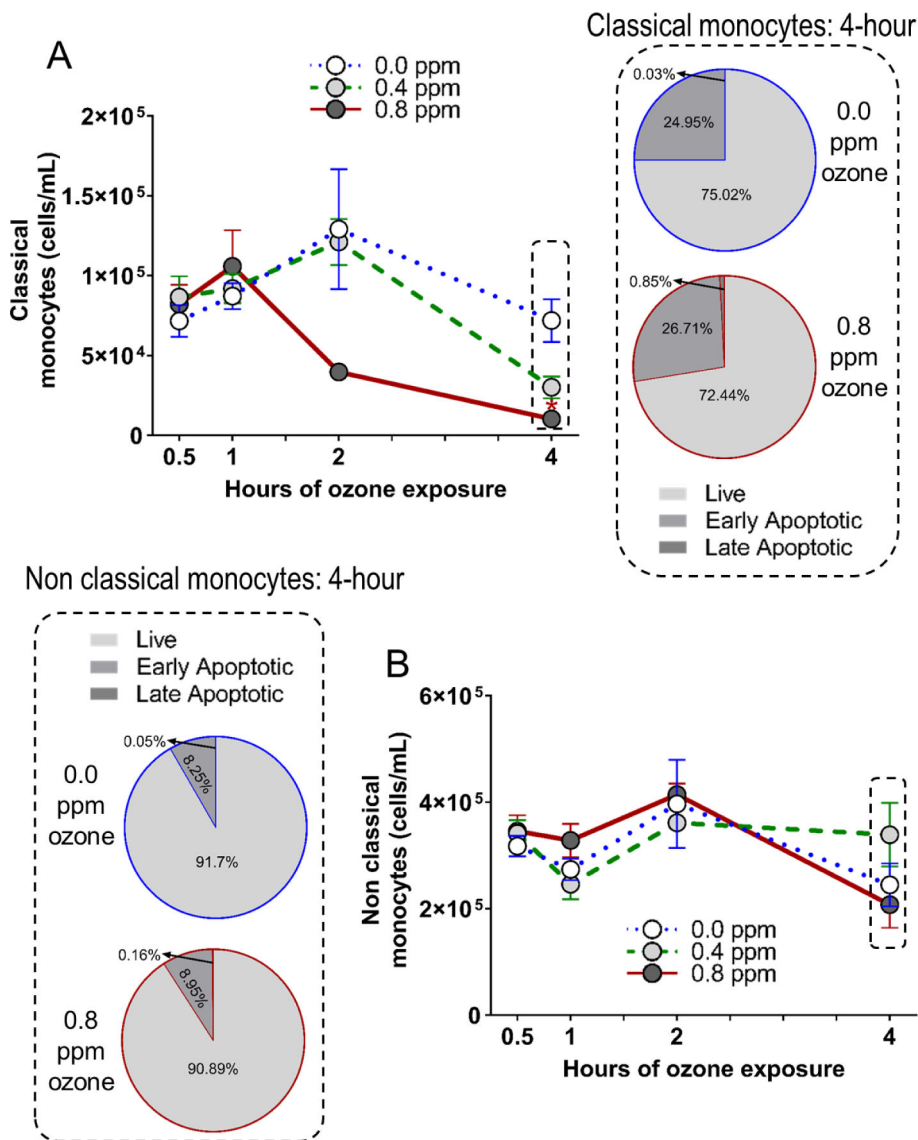 A
Classical monocytes: 4-hour
0.0 ppm
0.4 ppm
0.8 ppm
2×10⁵
1.5×10⁵
1×10⁵
5×10⁴
0
Classical
monocytes (cells/mL)
*
0.5 1 2 4
Hours of ozone exposure
0.03%
24.95%
75.02%
0.0
ppm
ozone
0.85%
26.71%
72.44%
0.8
ppm
ozone
Live
Early Apoptotic
Late Apoptotic
Non classical monocytes: 4-hour
Live
Early Apoptotic
Late Apoptotic
0.05%
8.25%
91.7%
0.0
ppm
ozone
0.16%
8.95%
90.89%
0.8
ppm
ozone
B
6×10⁵
4×10⁵
2×10⁵
0
Non classical
monocytes (cells/mL)
0.0 ppm
0.4 ppm
0.8 ppm
0.5 1 2 4
Hours of ozone exposure